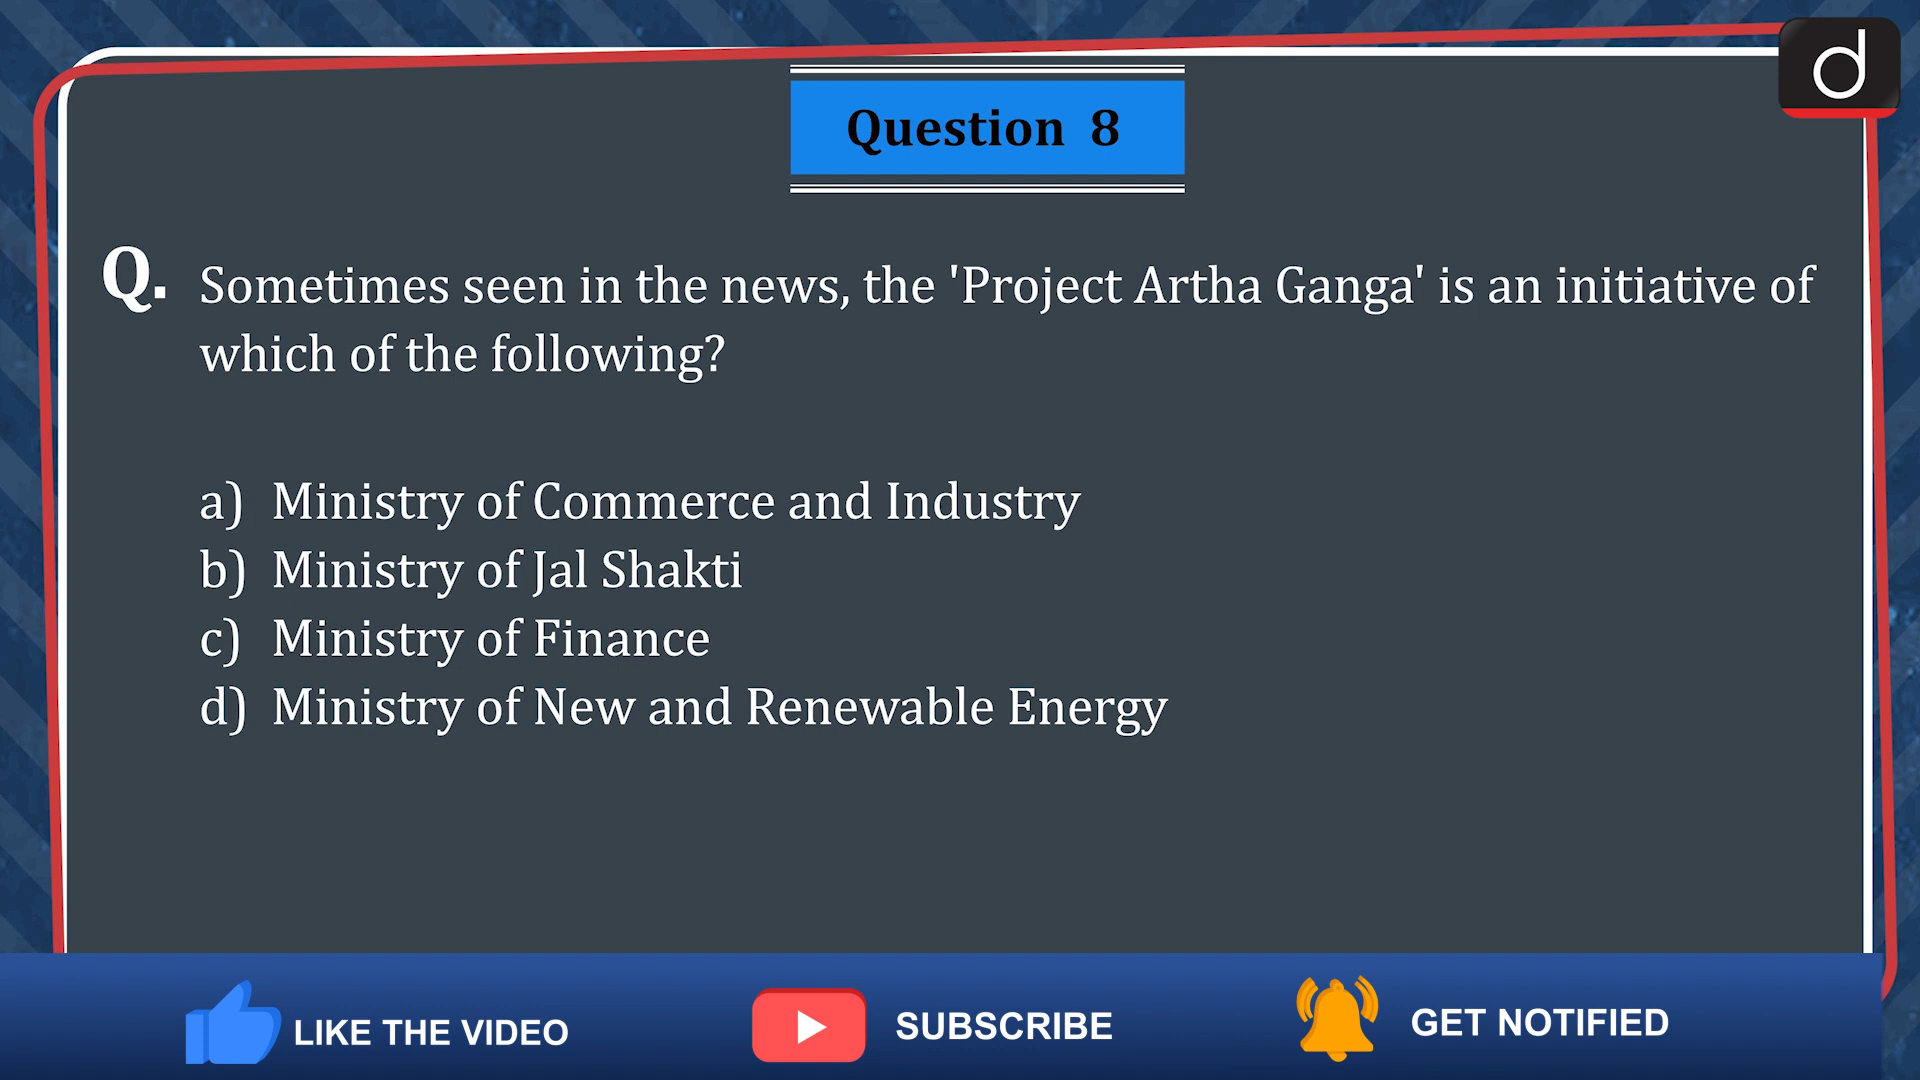 d
Question 8
Q. Sometimes seen in the news, the 'Project Artha Ganga' is an initiative of
which of the following?
a) Ministry of Commerce and Industry
b) Ministry of Jal Shakti
c) Ministry of Finance
d) Ministry of New and Renewable Energy
LIKE THE VIDEO
SUBSCRIBE
GET NOTIFIED